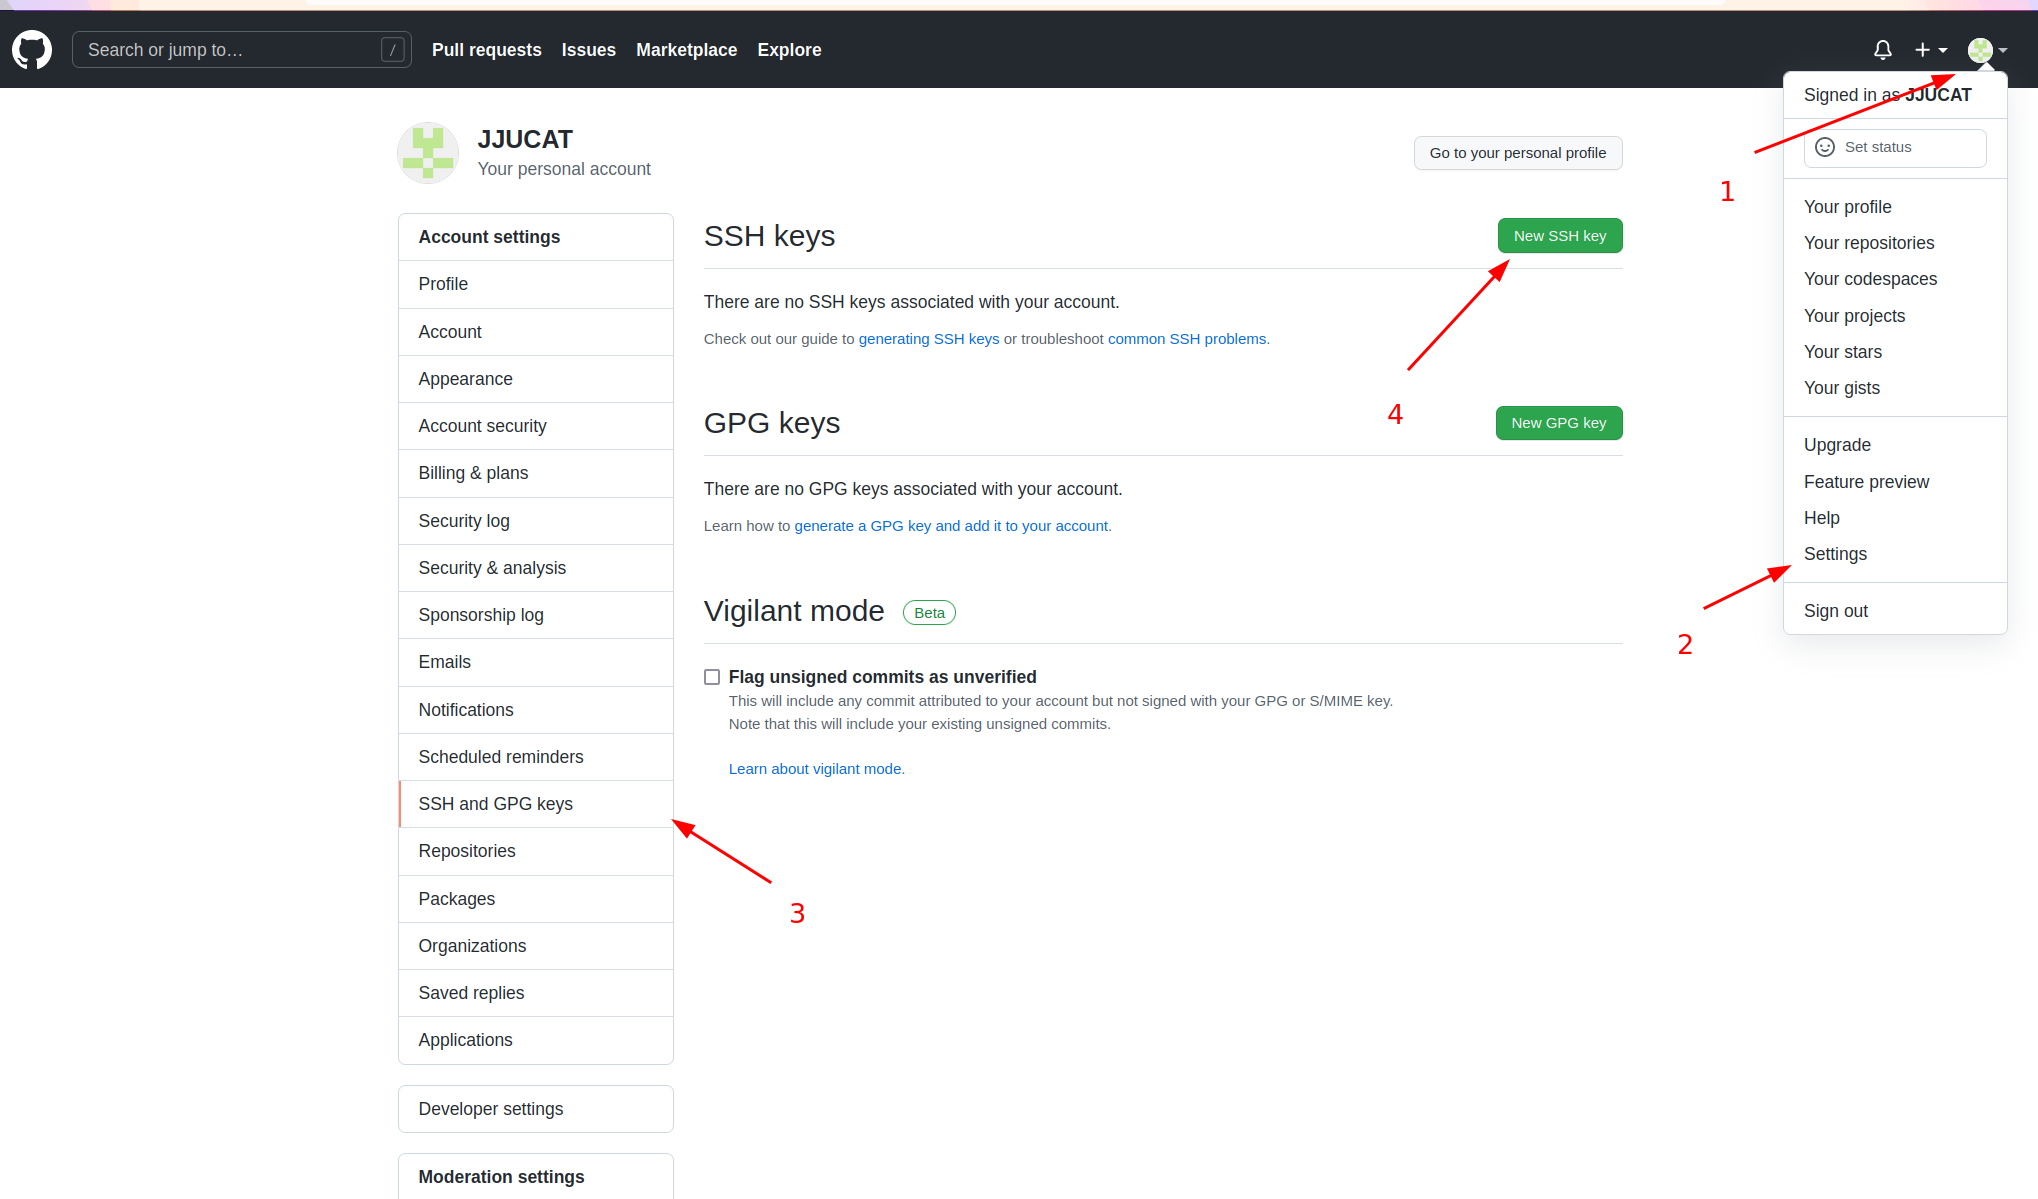 Search or jump to…
/
Pull requests
Issues
Marketplace
Explore
Signed in as JJUCAT
Set status
1
Your profile
Your repositories
Your codespaces
Your projects
Your stars
Your gists
Upgrade
Feature preview
Help
Settings
2
Sign out
JJUCAT
Your personal account
Go to your personal profile
Account settings
Profile
Account
Appearance
Account security
Billing & plans
Security log
Security & analysis
Sponsorship log
Emails
Notifications
Scheduled reminders
SSH and GPG keys
Repositories
Packages
Organizations
Saved replies
Applications
Developer settings
Moderation settings
SSH keys
New SSH key
There are no SSH keys associated with your account.
Check out our guide to generating SSH keys or troubleshoot common SSH problems.
4
GPG keys
New GPG key
There are no GPG keys associated with your account.
Learn how to generate a GPG key and add it to your account.
Vigilant mode Beta
Flag unsigned commits as unverified
This will include any commit attributed to your account but not signed with your GPG or S/MIME key.
Note that this will include your existing unsigned commits.
Learn about vigilant mode.
3